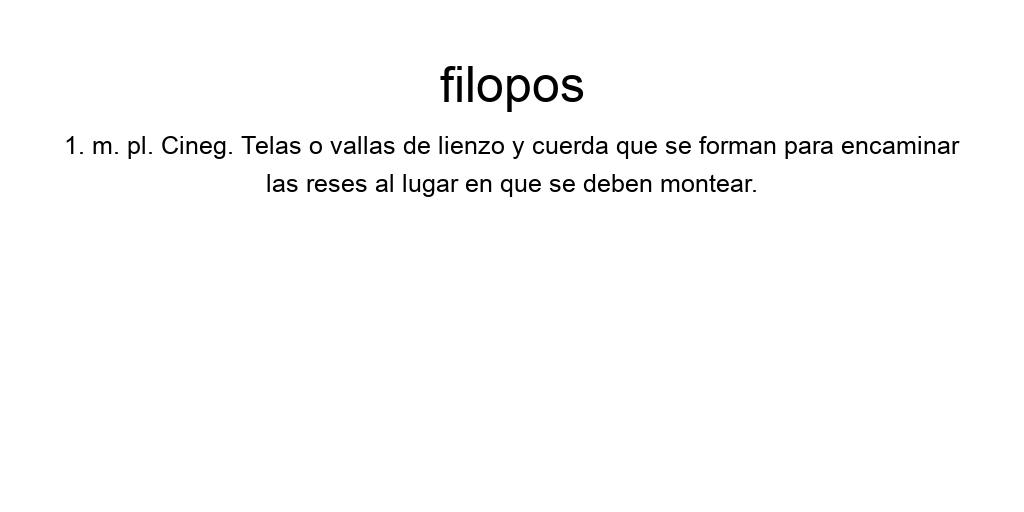 filopos
1. m. pl. Cineg. Telas o vallas de lienzo y cuerda que se forman para encaminar
las reses al lugar en que se deben montear.